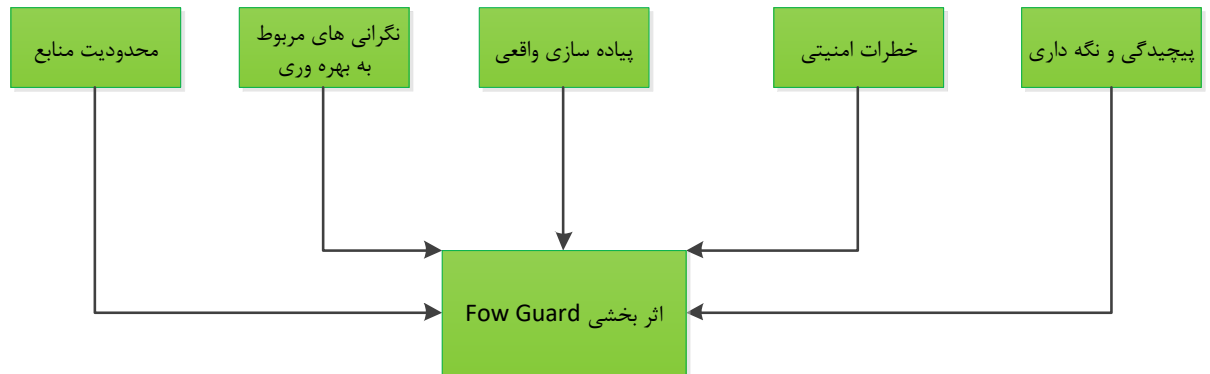 پیچیدگی و نگه داری
خطرات امنیتی
پیاده سازی واقعی
نگرانی های مربوط
به بهره وری
محدودیت منابع
اثر بخشی Fow Guard